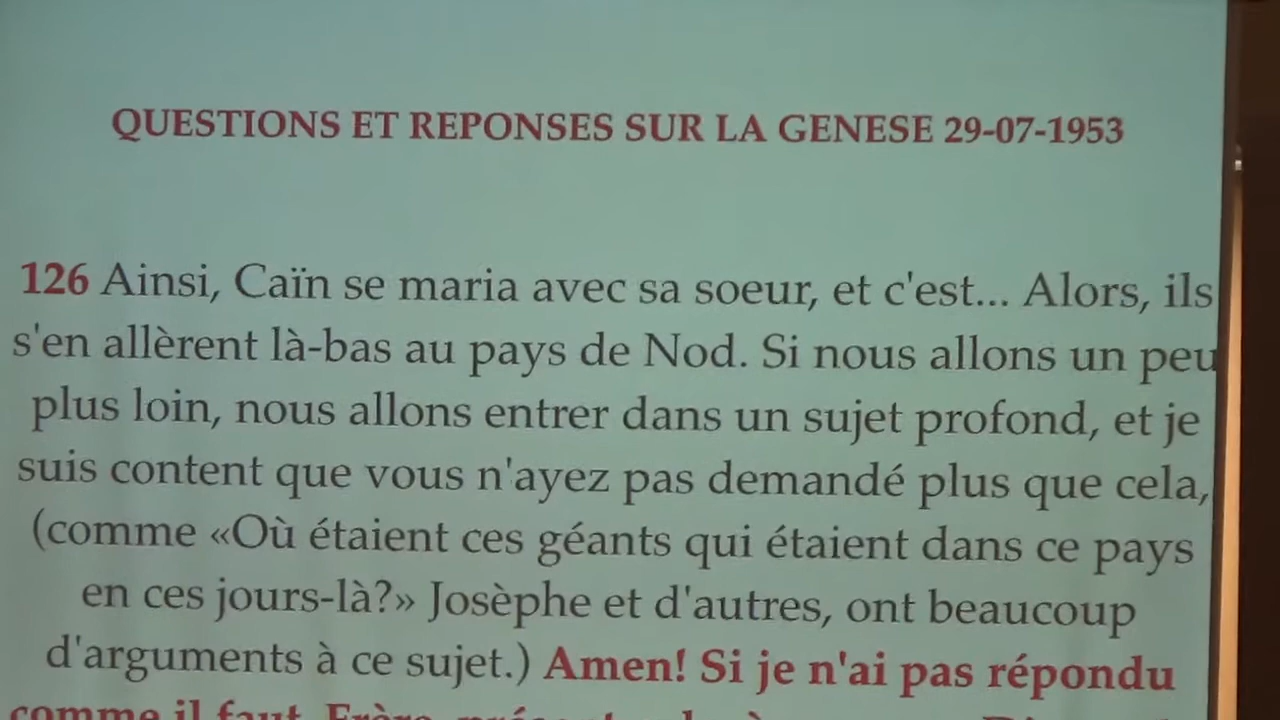 QUESTIONS ET REPONSES SUR LA GENESE 29-07-1953
126 Ainsi, Caïn se maria avec sa soeur, et c'est... Alors, ils
s'en allèrent là-bas au pays de Nod. Si nous allons un peu
plus loin, nous allons entrer dans un sujet profond, et je
suis content que vous n'ayez pas demandé plus que cela,
(comme «Où étaient ces géants qui étaient dans ce pays
en ces jours-là?» Josèphe et d'autres, ont beaucoup
d'arguments à ce sujet.) Amen! Si je n'ai pas répondu
comme il faut, Frère,